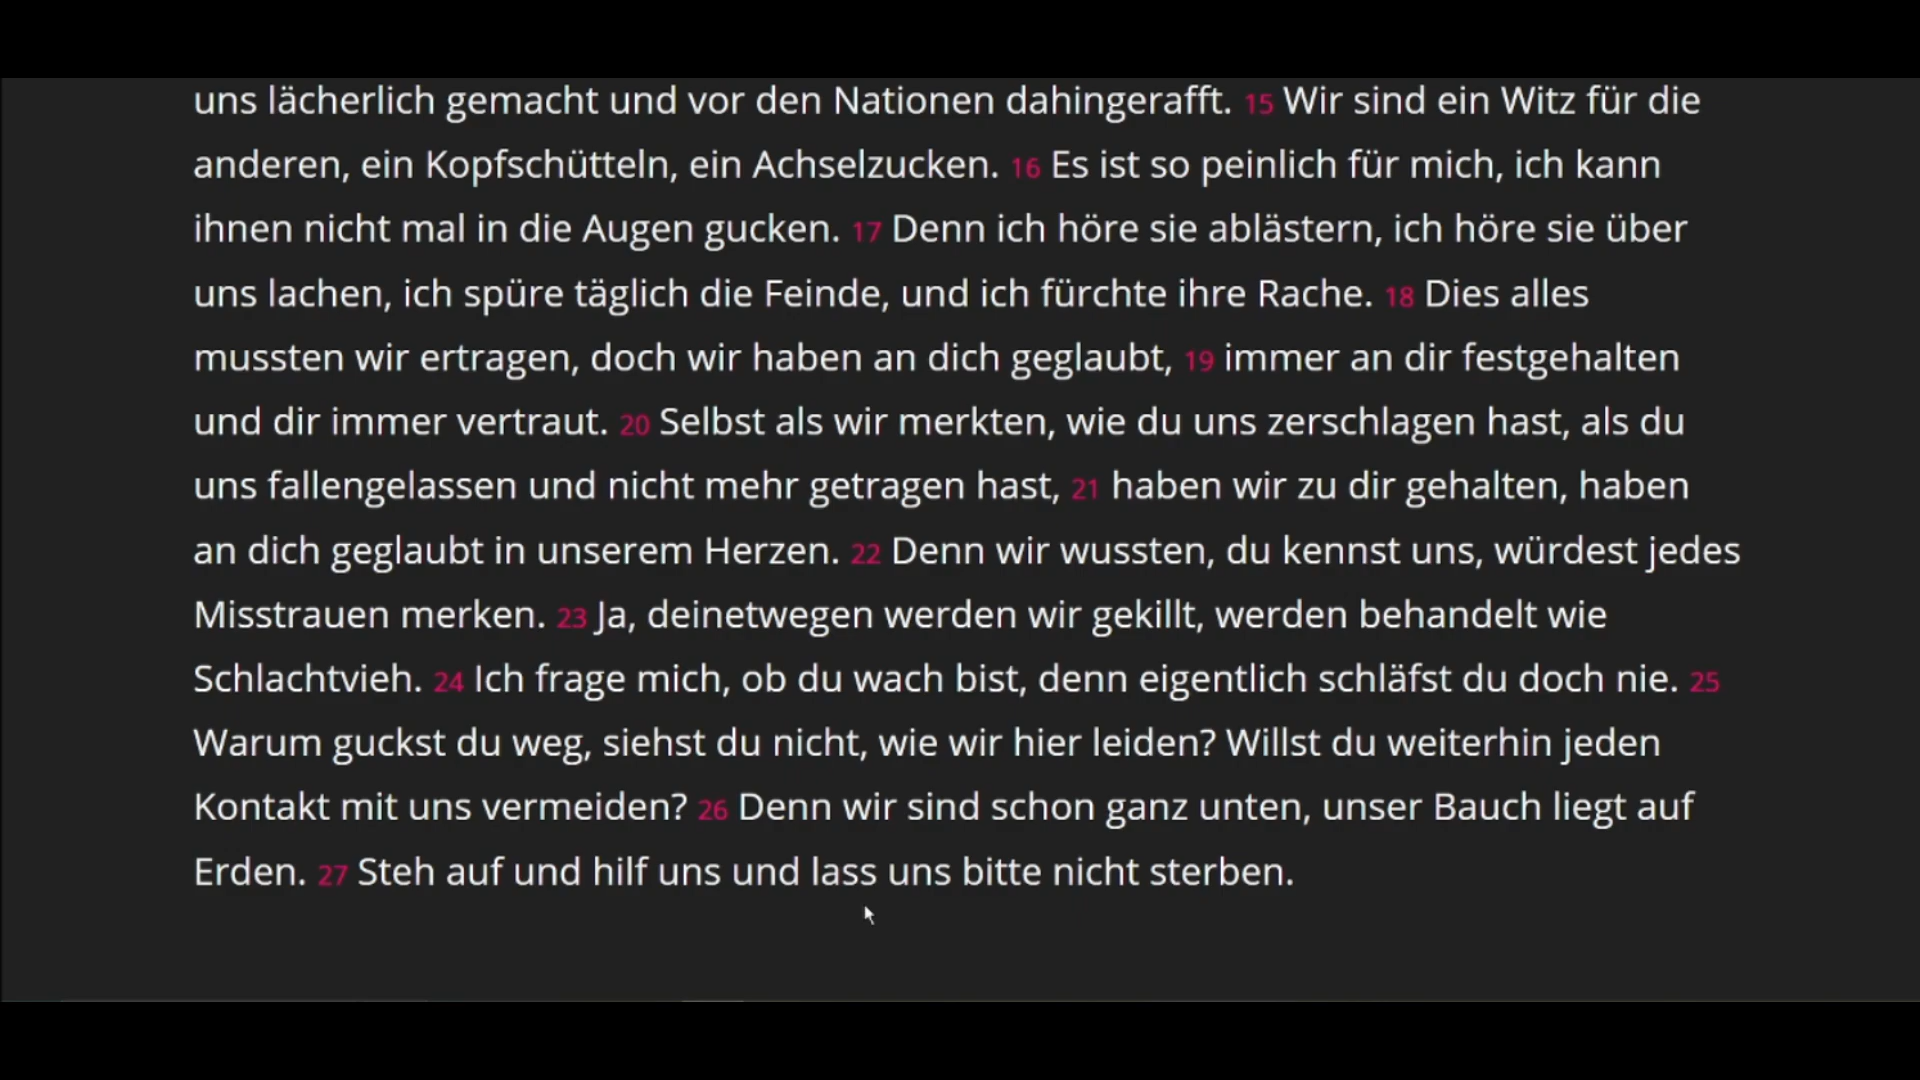 uns lächerlich gemacht und vor den Nationen dahingerafft. 15 Wir sind ein Witz für die
anderen, ein Kopfschütteln, ein Achselzucken. 16 Es ist so peinlich für mich, ich kann
ihnen nicht mal in die Augen gucken. 17 Denn ich höre sie ablästern, ich höre sie über
uns lachen, ich spüre täglich die Feinde, und ich fürchte ihre Rache. 18 Dies alles
mussten wir ertragen, doch wir haben an dich geglaubt, 19 immer an dir festgehalten
und dir immer vertraut. 20 Selbst als wir merkten, wie du uns zerschlagen hast, als du
uns fallengelassen und nicht mehr getragen hast, 21 haben wir zu dir gehalten, haben
an dich geglaubt in unserem Herzen. 22 Denn wir wussten, du kennst uns, würdest jedes
Misstrauen merken. 23 Ja, deinetwegen werden wir gekillt, werden behandelt wie
Schlachtvieh. 24 Ich frage mich, ob du wach bist, denn eigentlich schläfst du doch nie. 25
Warum guckst du weg, siehst du nicht, wie wir hier leiden? Willst du weiterhin jeden
Kontakt mit uns vermeiden? 26 Denn wir sind schon ganz unten, unser Bauch liegt auf
Erden. 27 Steh auf und hilf uns und lass uns bitte nicht sterben.